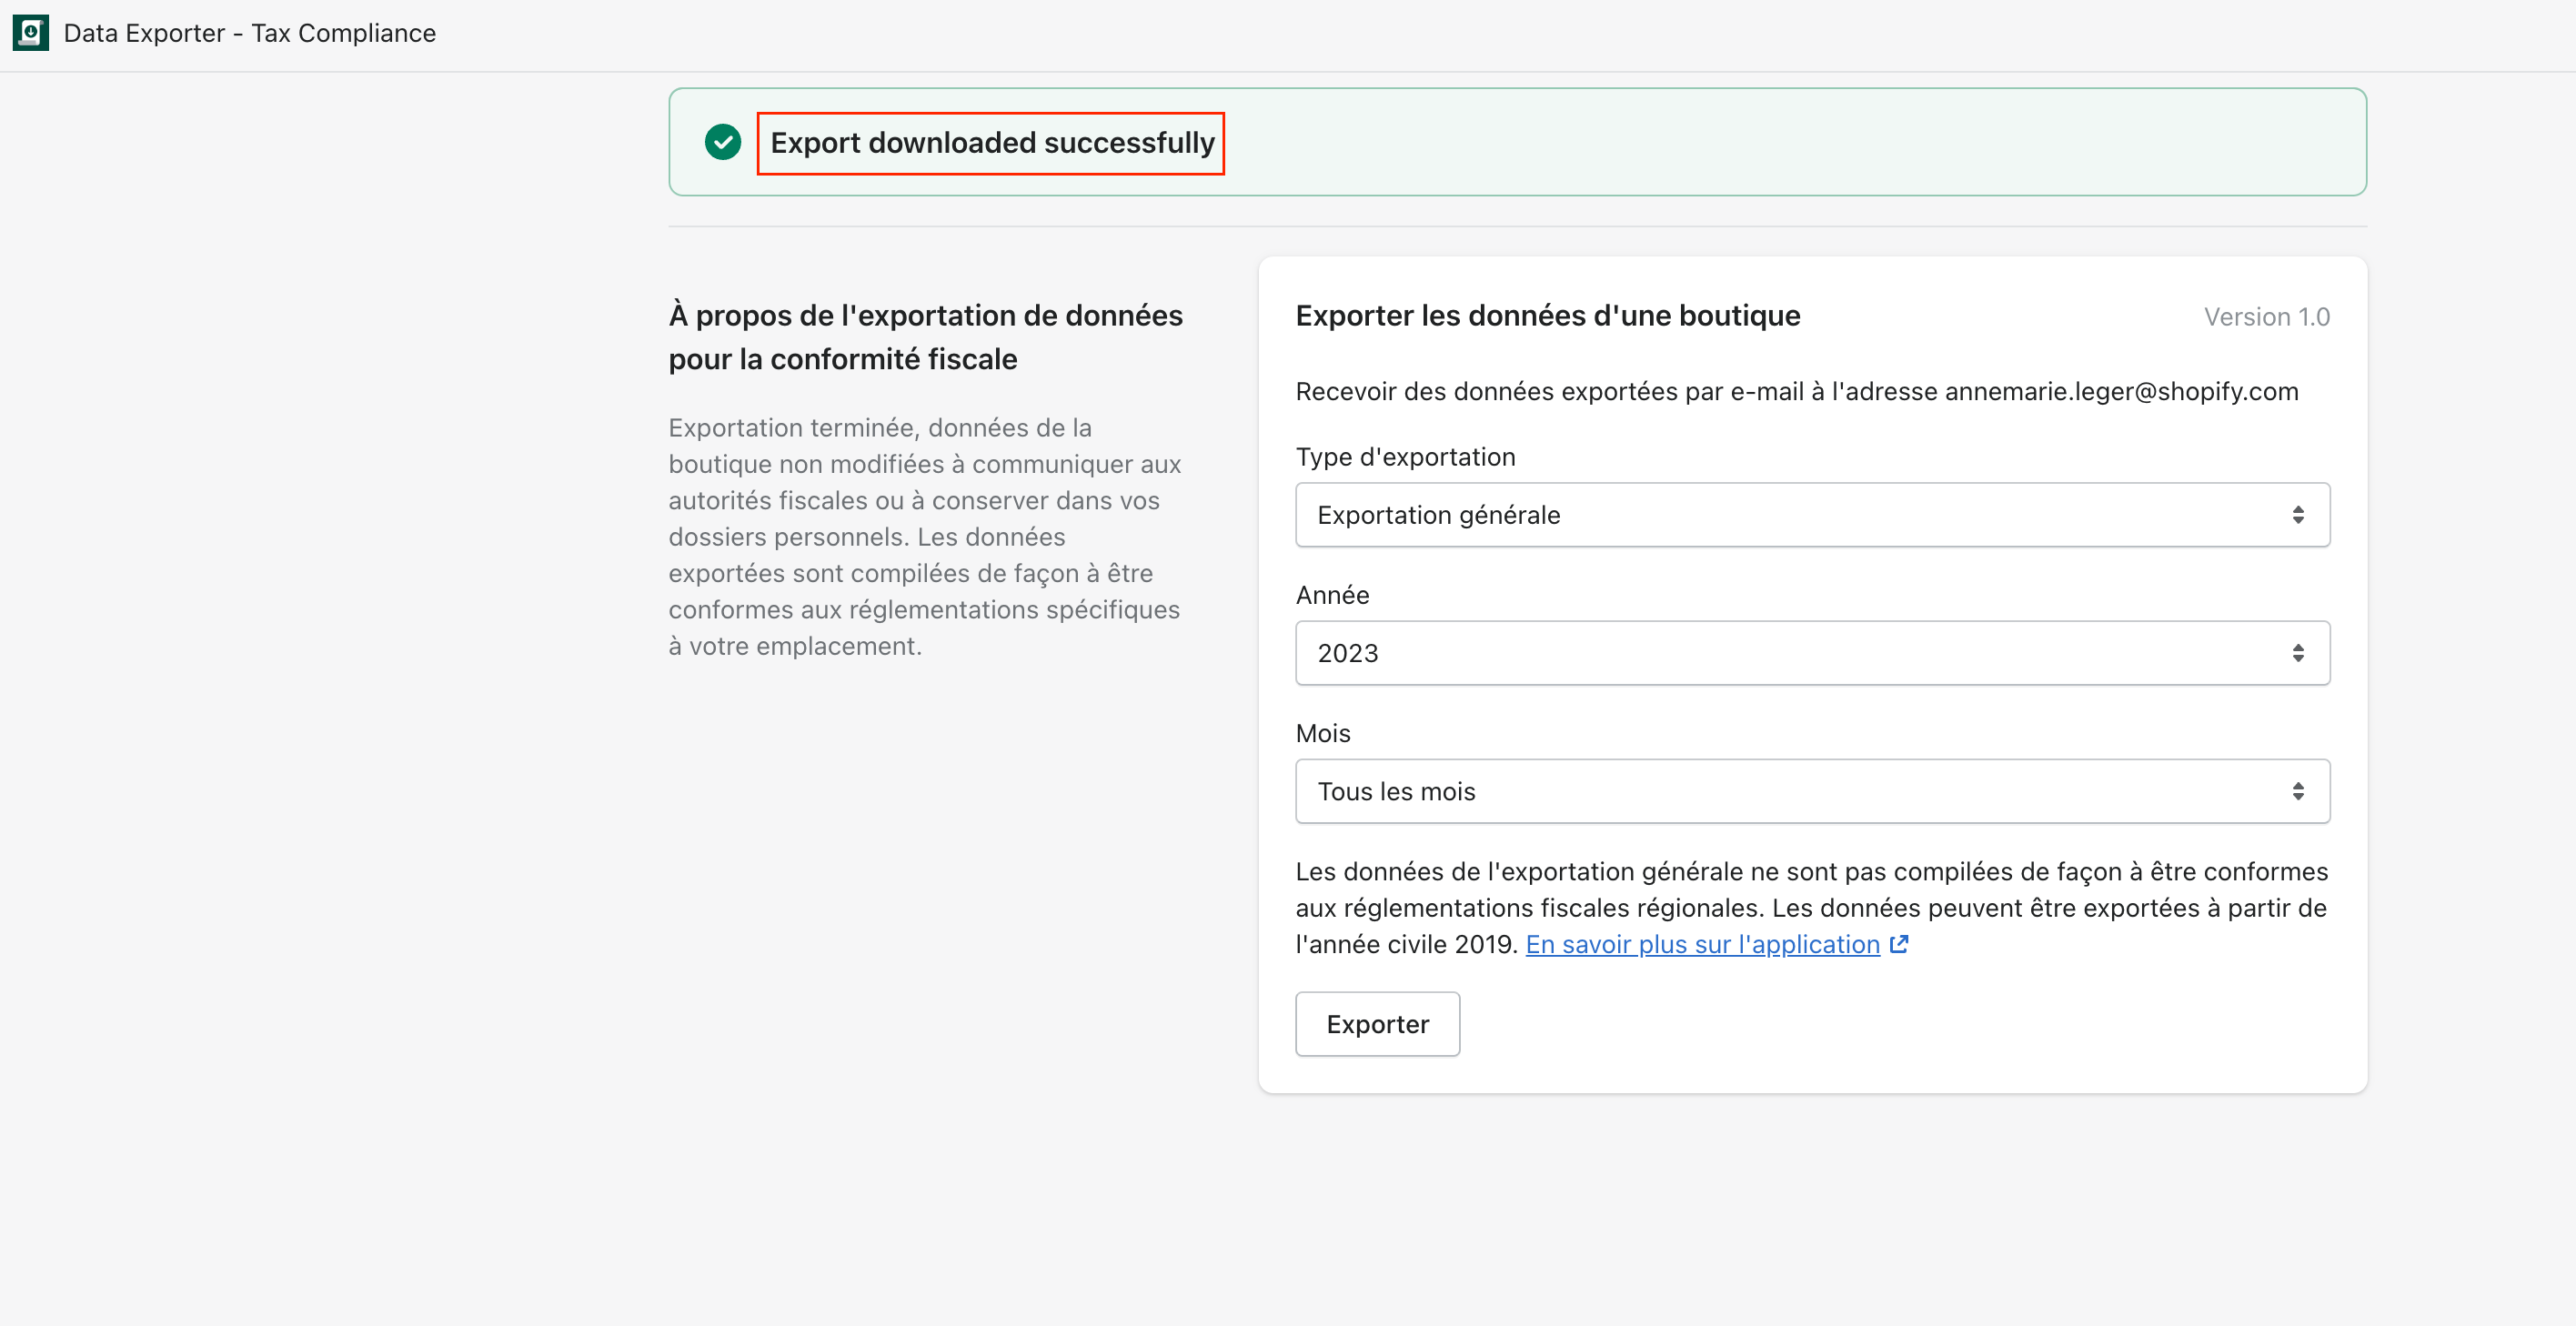 Data Exporter - Tax Compliance
Export downloaded successfully
À propos de l'exportation de données
pour la conformité fiscale
Exportation terminée, données de la
boutique non modifiées à communiquer aux
autorités fiscales ou à conserver dans vos
dossiers personnels. Les données
exportées sont compilées de façon à être
conformes aux réglementations spécifiques
à votre emplacement.
Exporter les données d'une boutique
Version 1.0
Recevoir des données exportées par e-mail à l'adresse annemarie.leger@shopify.com
Type d'exportation
Exportation générale
Année
2023
Mois
Tous les mois
Les données de l'exportation générale ne sont pas compilées de façon à être conformes
aux réglementations fiscales régionales. Les données peuvent être exportées à partir de
l'année civile 2019. En savoir plus sur l'application
Exporter